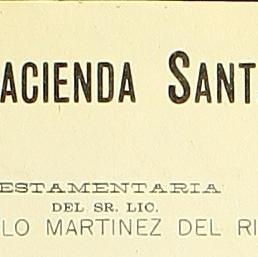 ACIENDA SANT
ESTAMENTARIA
DEL SR. LIC.
LO MARTINEZ DEL RI